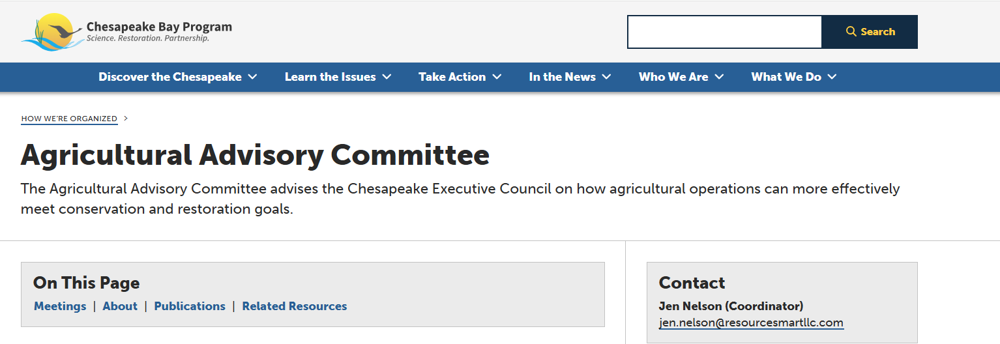 Chesapeake Bay Program
Science. Restoration. Partnership.
Search
Discover the Chesapeake
Learn the Issues
Take Action
In the News
Who We Are
What We Do
HOW WE'RE ORGANIZED
Agricultural Advisory Committee
The Agricultural Advisory Committee advises the Chesapeake Executive Council on how agricultural operations can more effectively
meet conservation and restoration goals.
On This Page
Meetings | About | Publications | Related Resources
Contact
Jen Nelson (Coordinator)
jen.nelson@resourcesmartllc.com